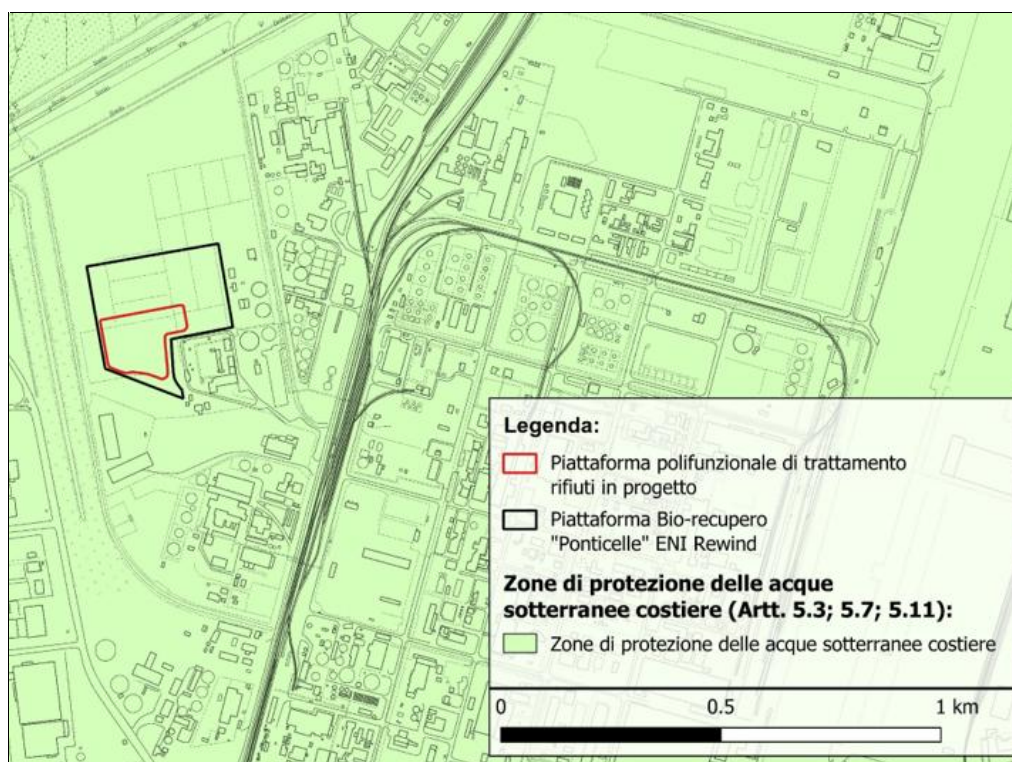 Legenda:
Piattaforma polifunzionale di trattamento
rifiuti in progetto
Piattaforma Bio-recupero
"Ponticelle" ENI Rewind
Zone di protezione delle acque
sotterranee costiere (Artt. 5.3; 5.7; 5.11):
Zone di protezione delle acque sotterranee costiere
0 0.5 1 km